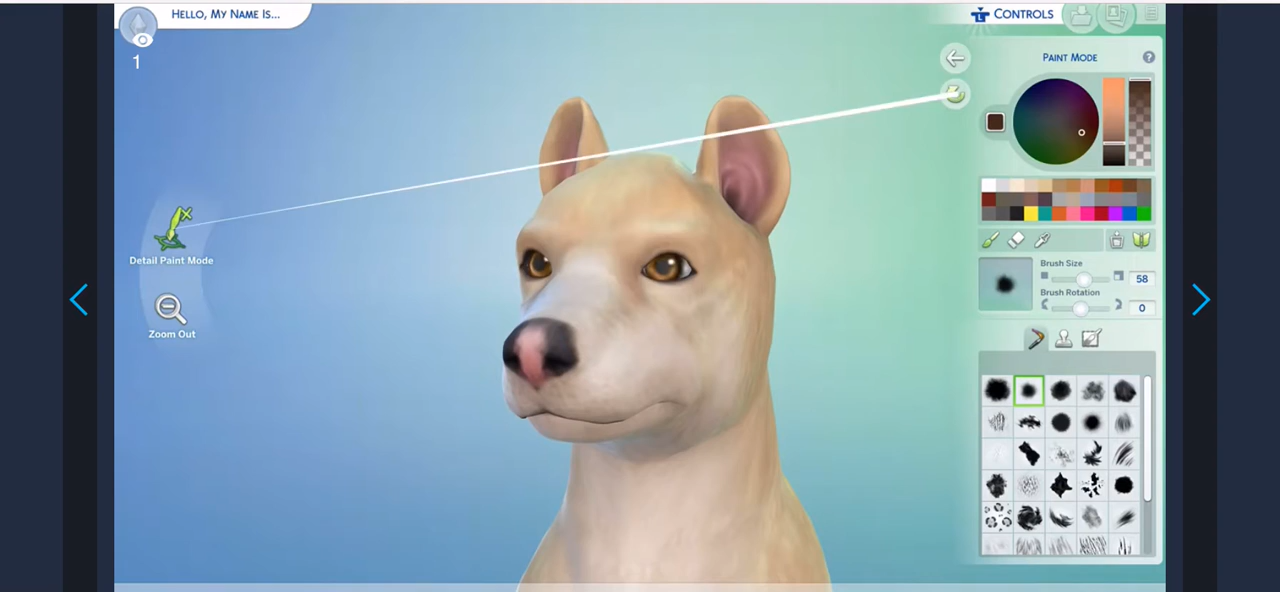 Hello, My Name Is...
1
Detail Paint Mode
Zoom Out
Controls
Paint Mode
?
Brush Size
58
Brush Rotation
0